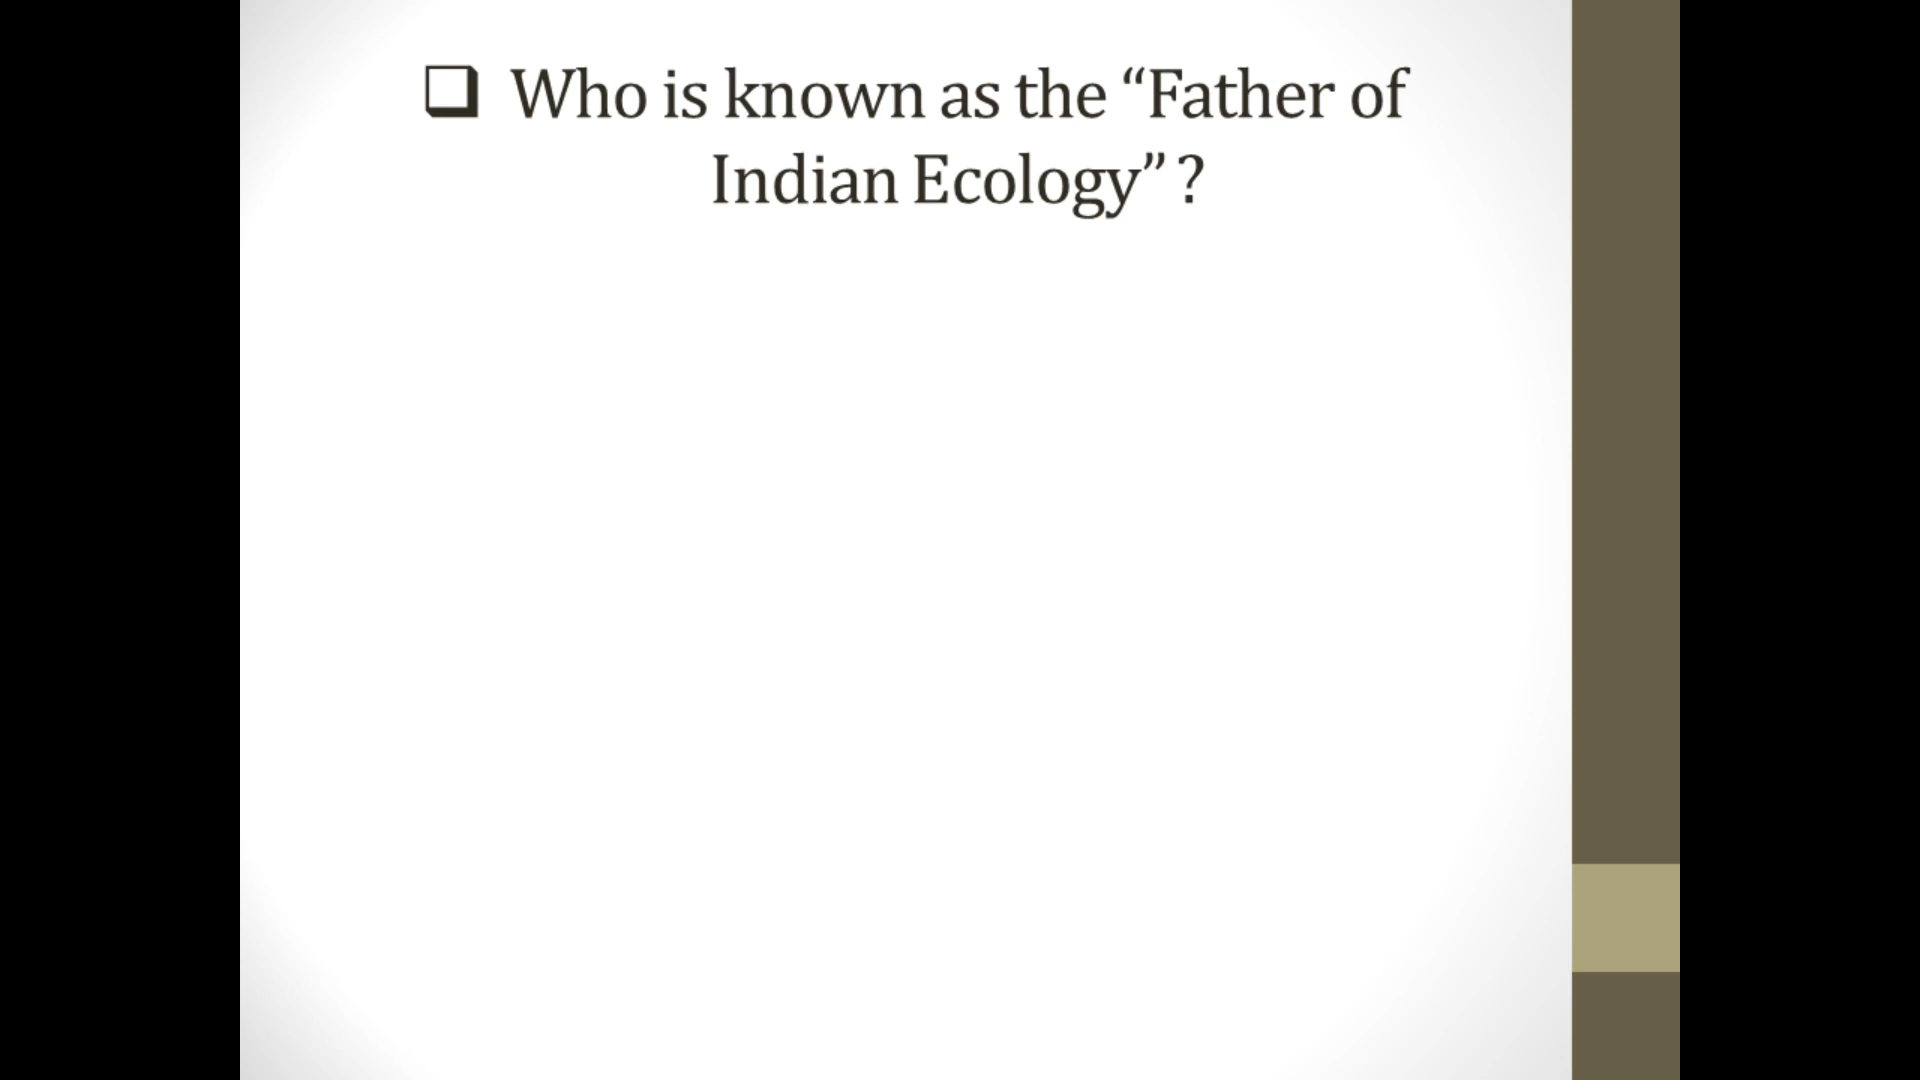 ❑ Who is known as the “Father of
Indian Ecology” ?